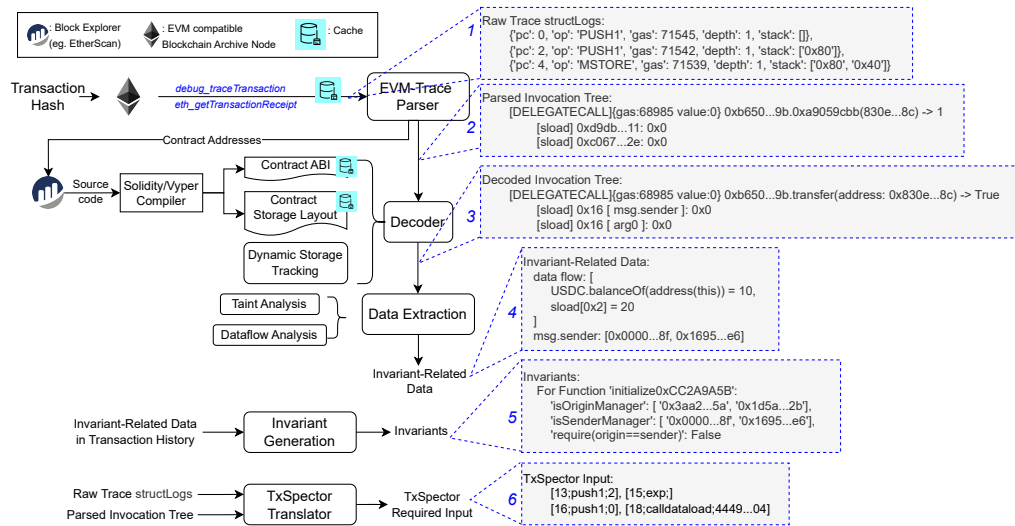 : Block Explorer
(eg. EtherScan)
: EVM compatible
Blockchain Archive Node
: Cache
Transaction
Hash
debug_traceTransaction
eth_getTransactionReceipt
EVM-Trace
Parser
Contract Addresses
Source
code
Solidity/Vyper
Compiler
Contract ABI
Contract
Storage Layout
Dynamic Storage
Tracking
Decoder
Taint Analysis
Dataflow Analysis
Data Extraction
Invariant-Related
Data
Invariant-Related Data
in Transaction History
Invariant
Generation
Invariants
Raw Trace structLogs
Parsed Invocation Tree
TxSpector
Translator
TxSpector
Required Input
1
Raw Trace structLogs:
{'pc': 0, 'op': 'PUSH1', 'gas': 71545, 'depth': 1, 'stack': []},
{'pc': 2, 'op': 'PUSH1', 'gas': 71542, 'depth': 1, 'stack': ['0x80']},
{'pc': 4, 'op': 'MSTORE', 'gas': 71539, 'depth': 1, 'stack': ['0x80', '0x40']}
2
Parsed Invocation Tree:
[DELEGATECALL]{gas:68985 value:0} 0xb650...9b.0xa9059cbb(830e...8c) -> 1
[sload] 0xd9db...11: 0x0
[sload] 0xc067...2e: 0x0
3
Decoded Invocation Tree:
[DELEGATECALL]{gas:68985 value:0} 0xb650...9b.transfer(address: 0x830e...8c) -> True
[sload] 0x16 [ msg.sender ]: 0x0
[sload] 0x16 [ arg0 ]: 0x0
4
Invariant-Related Data:
data flow: [
USDC.balanceOf(address(this)) = 10,
sload[0x2] = 20
]
msg.sender: [0x0000...8f, 0x1695...e6]
5
Invariants:
For Function 'initialize0xCC2A9A5B':
'isOriginManager': [ '0x3aa2...5a', '0x1d5a...2b'],
'isSenderManager': [ '0x0000...8f', '0x1695...e6'],
'require(origin==sender)': False
6
TxSpector Input:
[13;push1;2], [15;exp;]
[16;push1;0], [18;calldataload;4449...04]